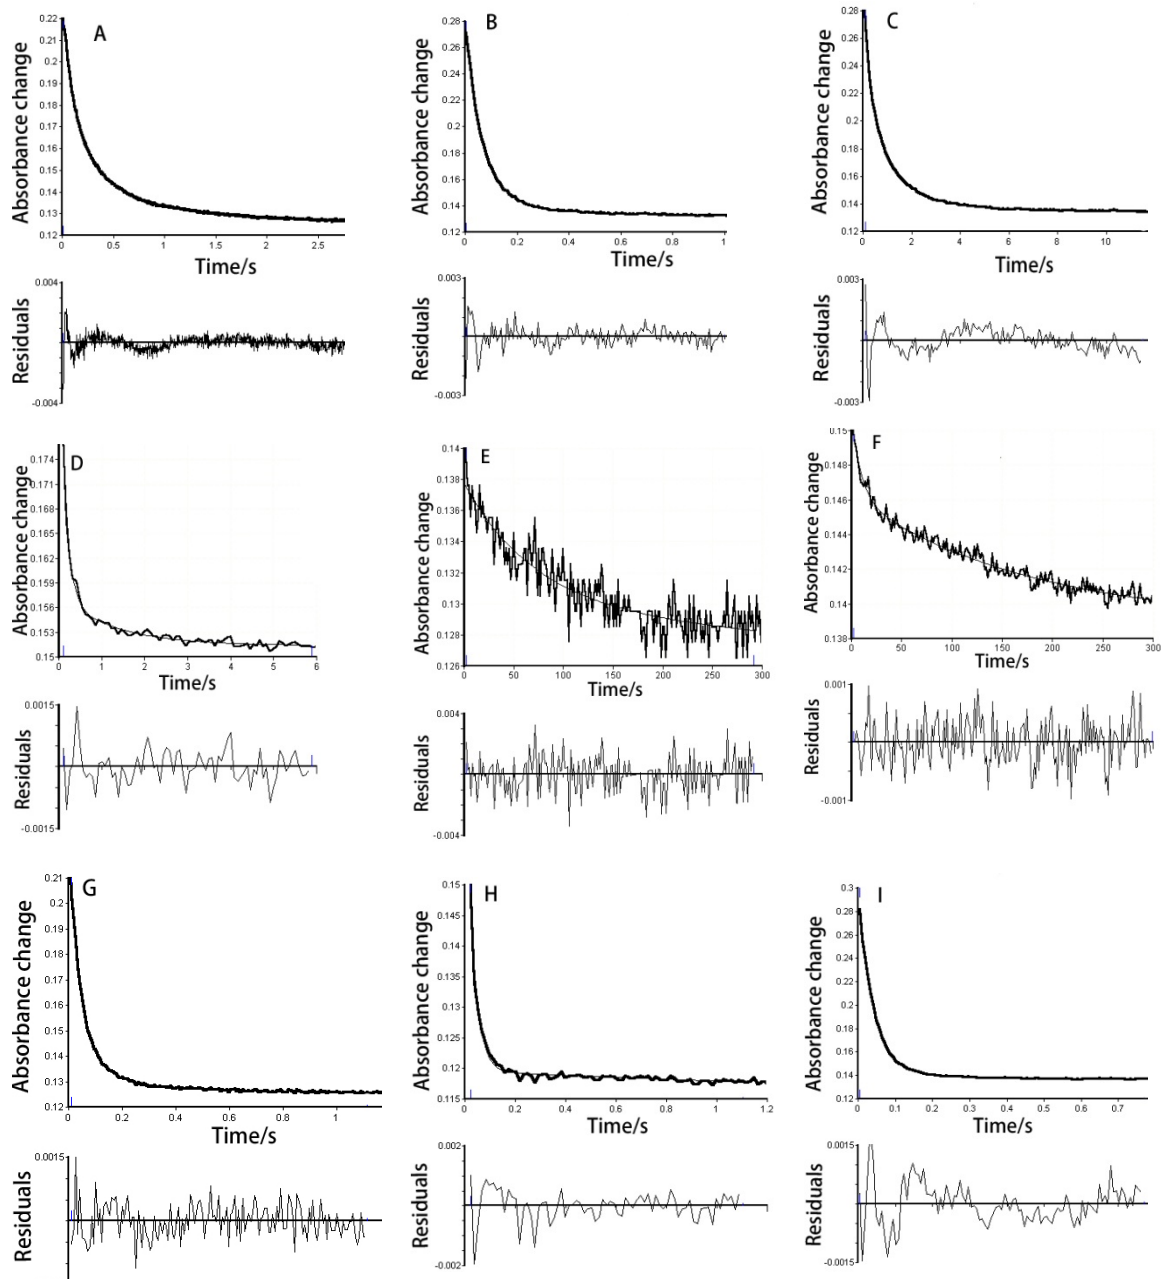 A
Absorbance change
0.22
0.21
0.2
0.19
0.18
0.17
0.16
0.15
0.14
0.13
0.12
0 0.5 1 1.5 2 2.5
Time/s
Residuals
0.004
-0.004
B
Absorbance change
0.28
0.26
0.24
0.22
0.2
0.18
0.16
0.14
0.12
0 0.2 0.4 0.6 0.8 1
Time/s
Residuals
0.003
-0.003
C
Absorbance change
0.28
0.26
0.24
0.22
0.2
0.18
0.16
0.14
0.12
0 2 4 6 8 10
Time/s
Residuals
0.003
-0.003
D
Absorbance change
0.174
0.171
0.168
0.165
0.162
0.159
0.156
0.153
0.15
0 1 2 3 4 5 6
Time/s
Residuals
0.0015
-0.0015
E
Absorbance change
0.14
0.138
0.136
0.134
0.132
0.13
0.128
0.126
0 50 100 150 200 250 300
Time/s
Residuals
0.004
-0.004
F
Absorbance change
0.15
0.148
0.146
0.144
0.142
0.14
0.138
0 50 100 150 200 250 300
Time/s
Residuals
0.001
-0.001
G
Absorbance change
0.21
0.2
0.19
0.18
0.17
0.16
0.15
0.14
0.13
0.12
0 0.2 0.4 0.6 0.8 1
Time/s
Residuals
0.0015
H
Absorbance change
0.15
0.145
0.14
0.135
0.13
0.125
0.12
0.115
0 0.2 0.4 0.6 0.8 1 1.2
Time/s
Residuals
0.002
-0.002
I
Absorbance change
0.3
0.28
0.26
0.24
0.22
0.2
0.18
0.16
0.14
0.12
0 0.1 0.2 0.3 0.4 0.5 0.6 0.7
Time/s
Residuals
0.0015
-0.0015